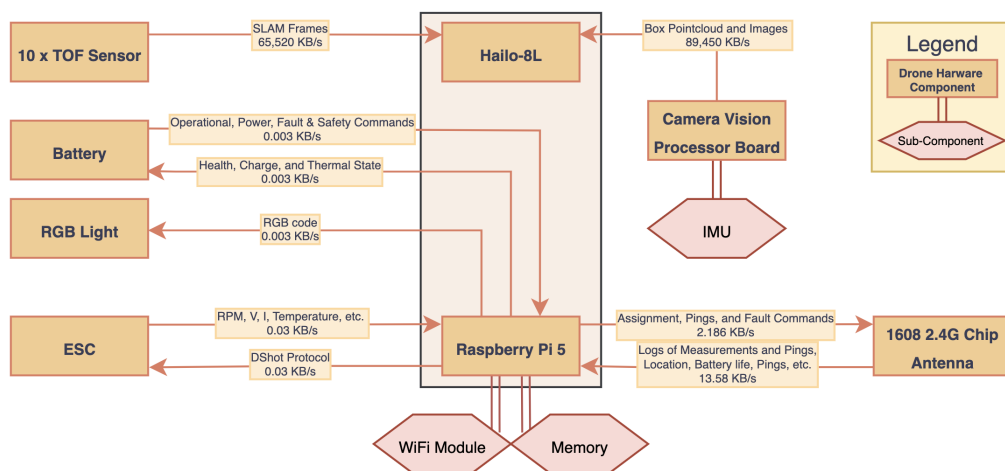 SLAM Frames
65,520 KB/s
10 x TOF Sensor
Hailo-8L
Box Pointcloud and Images
89,450 KB/s
Legend
Drone Harware
Component
Sub-Component
Operational, Power, Fault & Safety Commands
0.003 KB/s
Battery
Health, Charge, and Thermal State
0.003 KB/s
Camera Vision
Processor Board
IMU
RGB Light
RGB code
0.003 KB/s
ESC
RPM, V, I, Temperature, etc.
0.03 KB/s
DShot Protocol
0.03 KB/s
Raspberry Pi 5
Assignment, Pings, and Fault Commands
2.186 KB/s
Logs of Measurements and Pings,
Location, Battery life, Pings, etc.
13.58 KB/s
1608 2.4G Chip
Antenna
WiFi Module
Memory